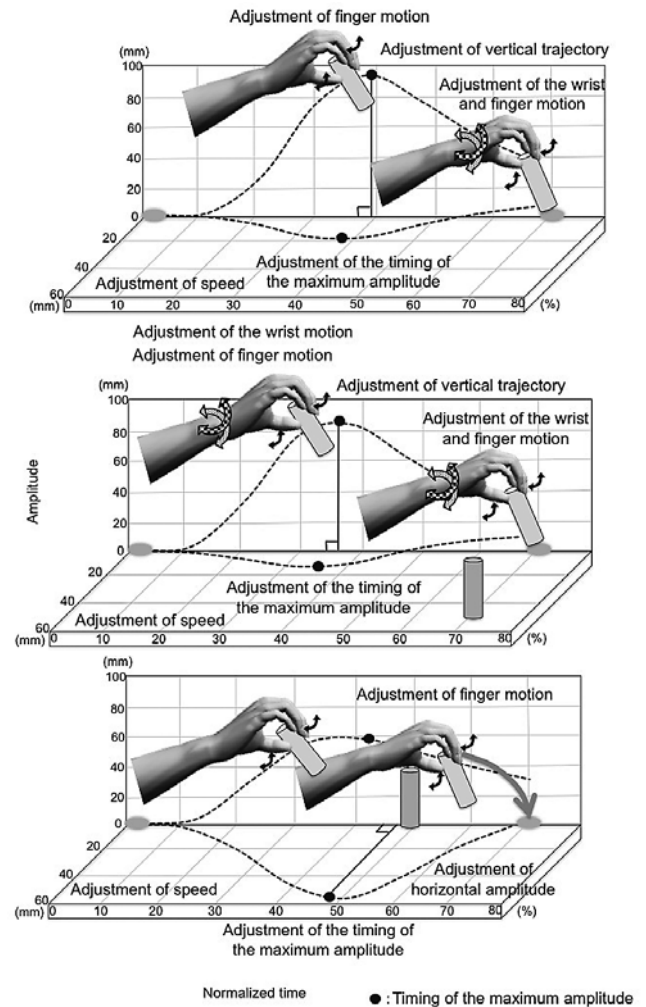 Adjustment of finger motion
(mm)
Adjustment of vertical trajectory
100
Adjustment of the wrist
and finger motion
80
60
40
20
0
20
40
Adjustment of the timing of
the maximum amplitude
Adjustment of speed
60
(mm) 0 10 20 30 40 50 60 70 80 (%)
Adjustment of the wrist motion
Adjustment of finger motion
(mm)
Adjustment of vertical trajectory
100
Adjustment of the wrist
and finger motion
80
60
40
20
0
Amplitude
20
40
Adjustment of the timing of
the maximum amplitude
Adjustment of speed
60
(mm) 0 10 20 30 40 50 60 70 80 (%)
(mm)
100
Adjustment of finger motion
80
60
40
20
0
20
40
Adjustment of speed
Adjustment of
horizontal amplitude
60
(mm) 0 10 20 30 40 50 60 70 80 (%)
Adjustment of the timing of
the maximum amplitude
Normalized time
● : Timing of the maximum amplitude